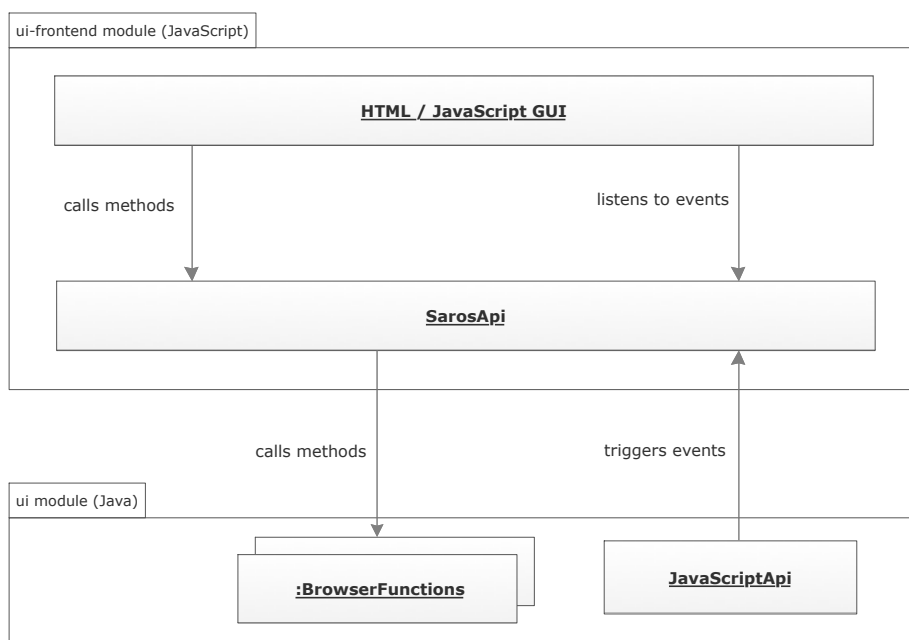 ui-frontend module (JavaScript)
HTML / JavaScript GUI
calls methods
listens to events
SarosApi
calls methods
triggers events
ui module (Java)
:BrowserFunctions
JavaScriptApi